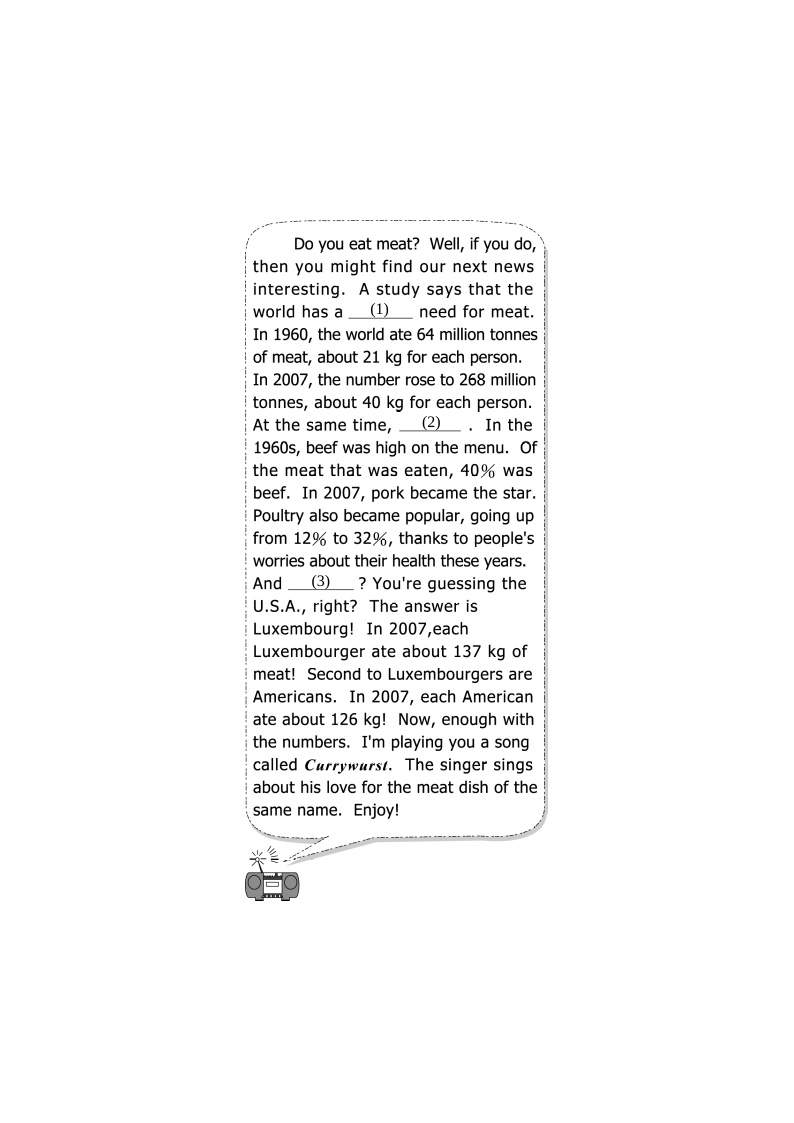 Do you eat meat? Well, if you do,
then you might find our next news
interesting. A study says that the
world has a ___(1)___ need for meat.
In 1960, the world ate 64 million tonnes
of meat, about 21 kg for each person.
In 2007, the number rose to 268 million
tonnes, about 40 kg for each person.
At the same time, ___(2)___ . In the
1960s, beef was high on the menu. Of
the meat that was eaten, 40% was
beef. In 2007, pork became the star.
Poultry also became popular, going up
from 12% to 32%, thanks to people's
worries about their health these years.
And ___(3)___ ? You're guessing the
U.S.A., right? The answer is
Luxembourg! In 2007,each
Luxembourger ate about 137 kg of
meat! Second to Luxembourgers are
Americans. In 2007, each American
ate about 126 kg! Now, enough with
the numbers. I'm playing you a song
called Currywurst. The singer sings
about his love for the meat dish of the
same name. Enjoy!